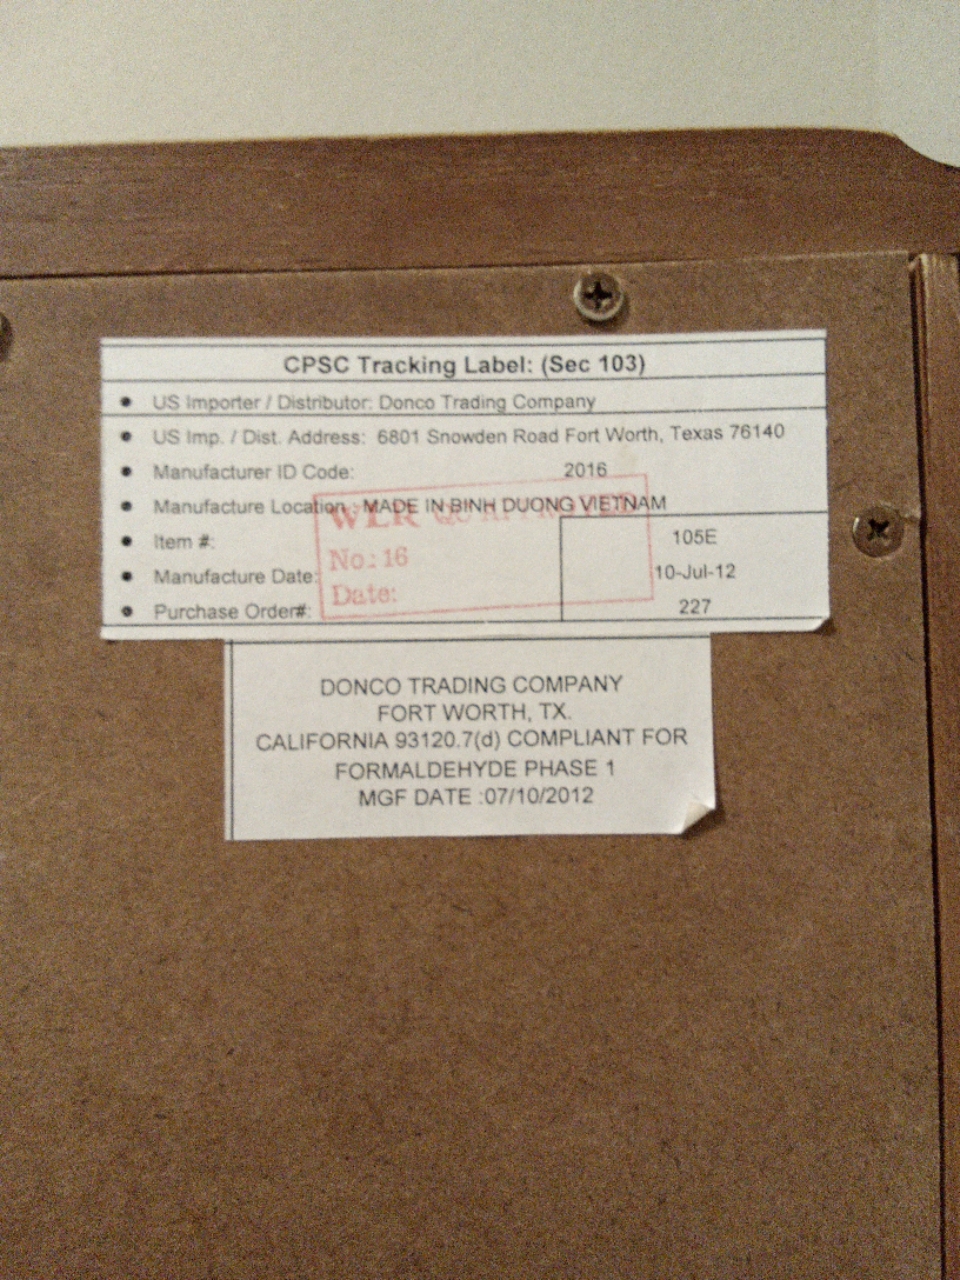 CPSC Tracking Label: (Sec 103)
• US Importer / Distributor: Donco Trading Company
• US Imp. / Dist. Address: 6801 Snowden Road Fort Worth, Texas 76140
• Manufacturer ID Code: 2016
• Manufacture Location: MADE IN BINH DUONG VIETNAM
• Item #: 105E
• Manufacture Date: 10-Jul-12
• Purchase Order#: 227
WLR QC APPROVED
No: 16
Date:
DONCO TRADING COMPANY
FORT WORTH, TX.
CALIFORNIA 93120.7(d) COMPLIANT FOR
FORMALDEHYDE PHASE 1
MGF DATE :07/10/2012